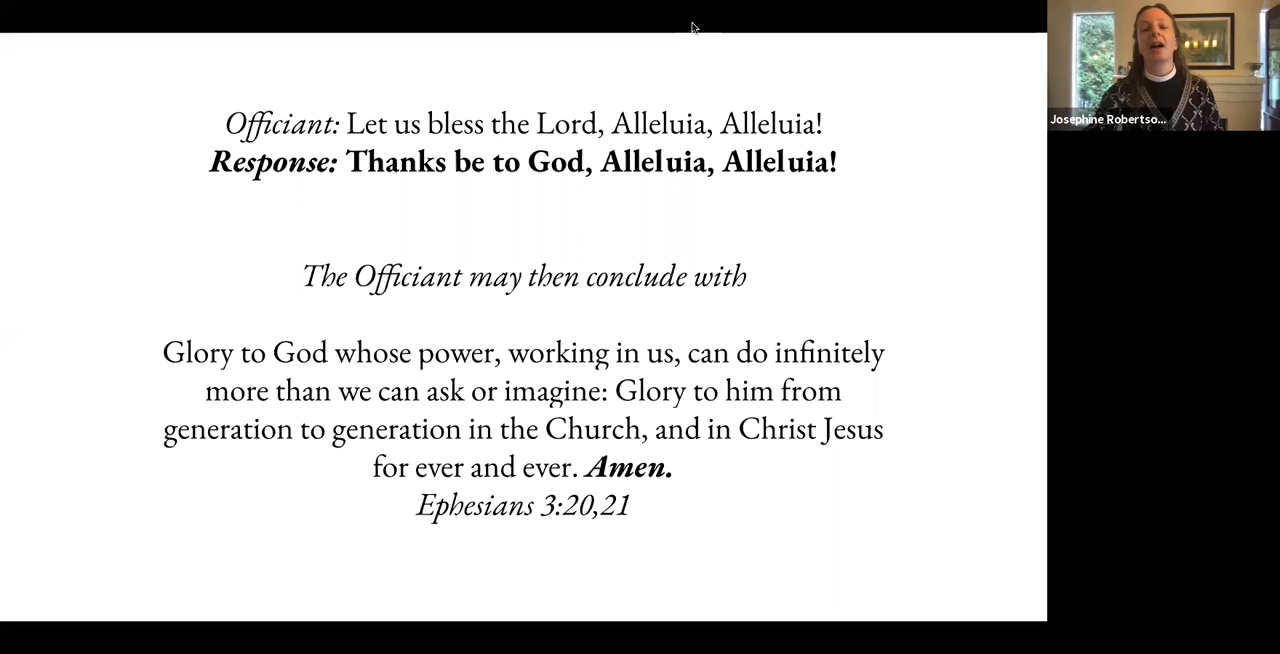 Officiant: Let us bless the Lord, Alleluia, Alleluia!
Response: Thanks be to God, Alleluia, Alleluia!
The Officiant may then conclude with
Glory to God whose power, working in us, can do infinitely
more than we can ask or imagine: Glory to him from
generation to generation in the Church, and in Christ Jesus
for ever and ever. Amen.
Ephesians 3:20,21
Josephine Robertso...